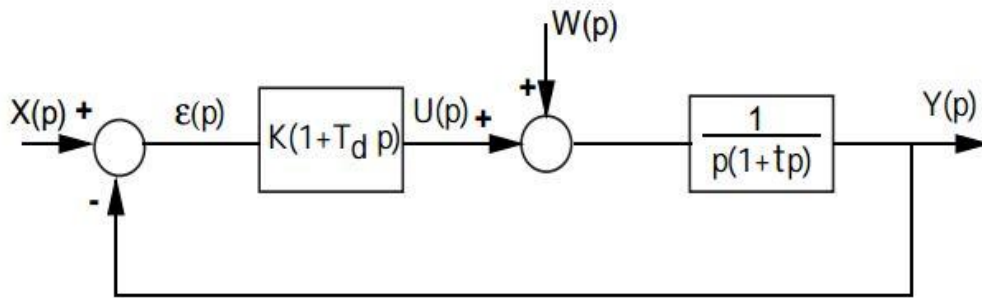 W(p)
+
X(p) + ε(p) K(1+T_d p) U(p) + 1 Y(p)
p(1+tp)
-